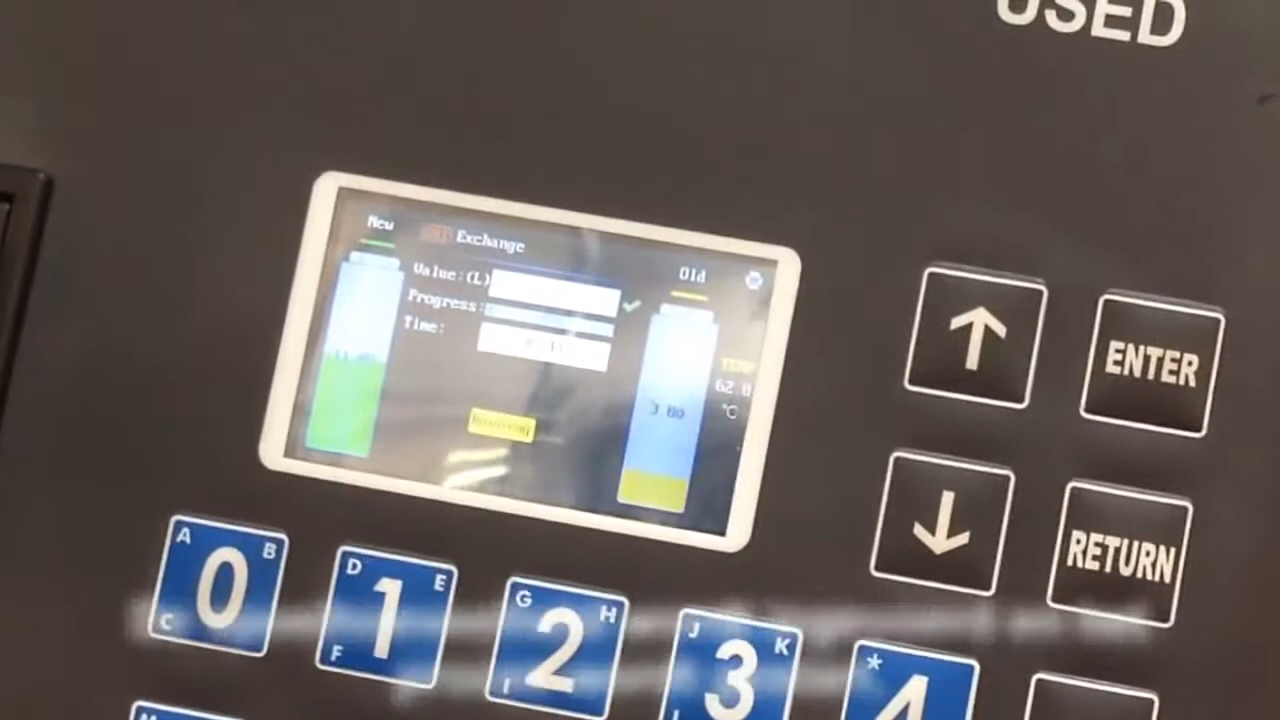 USED
New
Exchange
Old
Value:(L)
Progress:
Time:
TEMP
62.8
℃
3.80
↑
ENTER
↓
RETURN
A B
0
C
D E
1
F
G H
2
I
J K
3
L
*
4